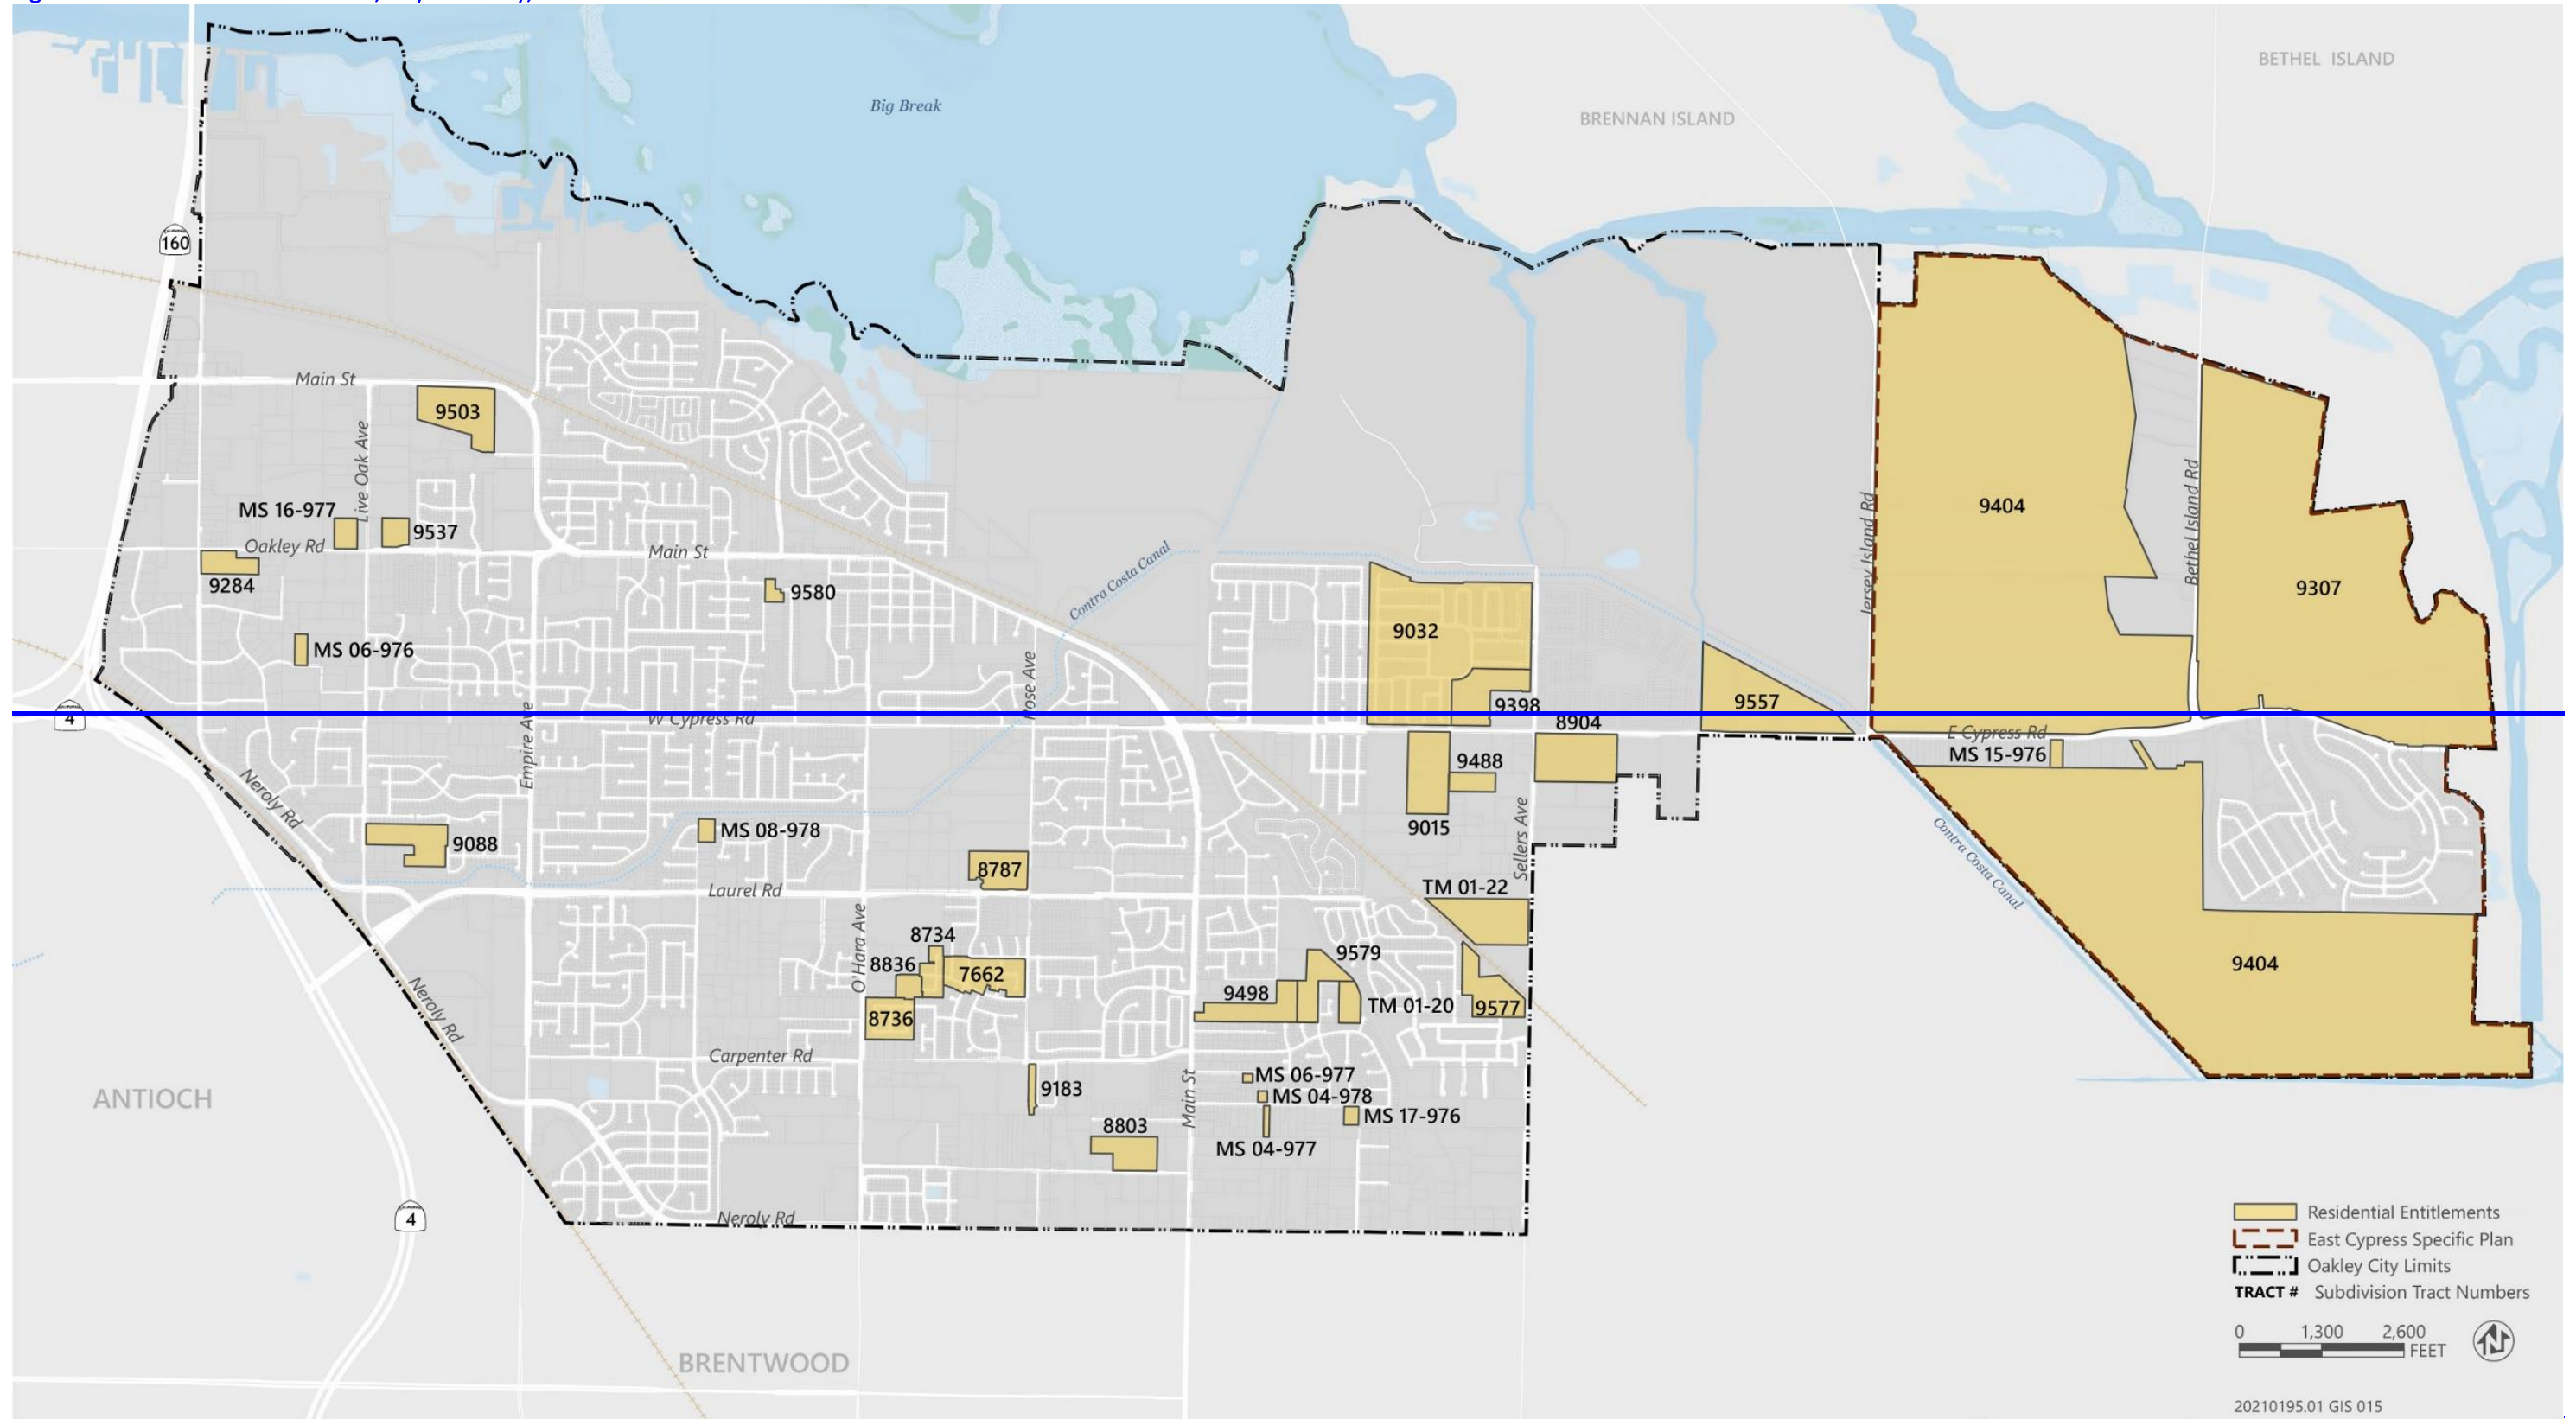 BETHEL ISLAND
Big Break
BRENNAN ISLAND
160
Main St
9503
Live Oak Ave
MS 16-977
9537
Oakley Rd
9284
Main St
9580
Contra Costa Canal
MS 06-976
Rose Ave
9032
9398
9557
Jersey Island Rd
9404
Bethel Island Rd
9307
4
W Cypress Rd
Empire Ave
8904
E Cypress Rd
MS 15-976
9488
9015
Sellers Ave
Neroly Rd
9088
MS 08-978
8787
Laurel Rd
TM 01-22
Contra Costa Canal
O'Hara Ave
8734
8836
7662
8736
9579
9498
TM 01-20
9577
9404
Neroly Rd
Carpenter Rd
9183
MS 06-977
MS 04-978
MS 17-976
MS 04-977
Main St
8803
ANTIOCH
4
Neroly Rd
BRENTWOOD
Residential Entitlements
East Cypress Specific Plan
Oakley City Limits
TRACT # Subdivision Tract Numbers
0 1,300 2,600
FEET
N
20210195.01 GIS 015